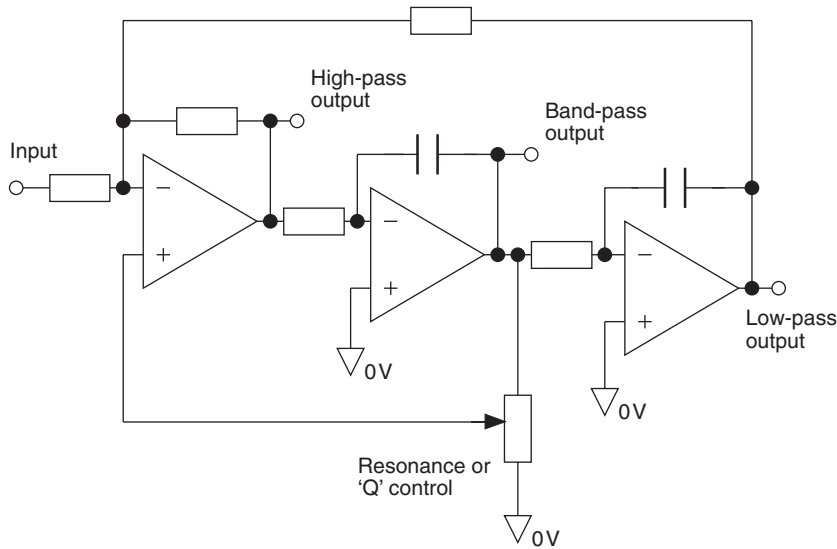 High-pass
output
Band-pass
output
Input
−
+
−
+
−
+
0V
0V
Low-pass
output
Resonance or
‘Q’ control
0V